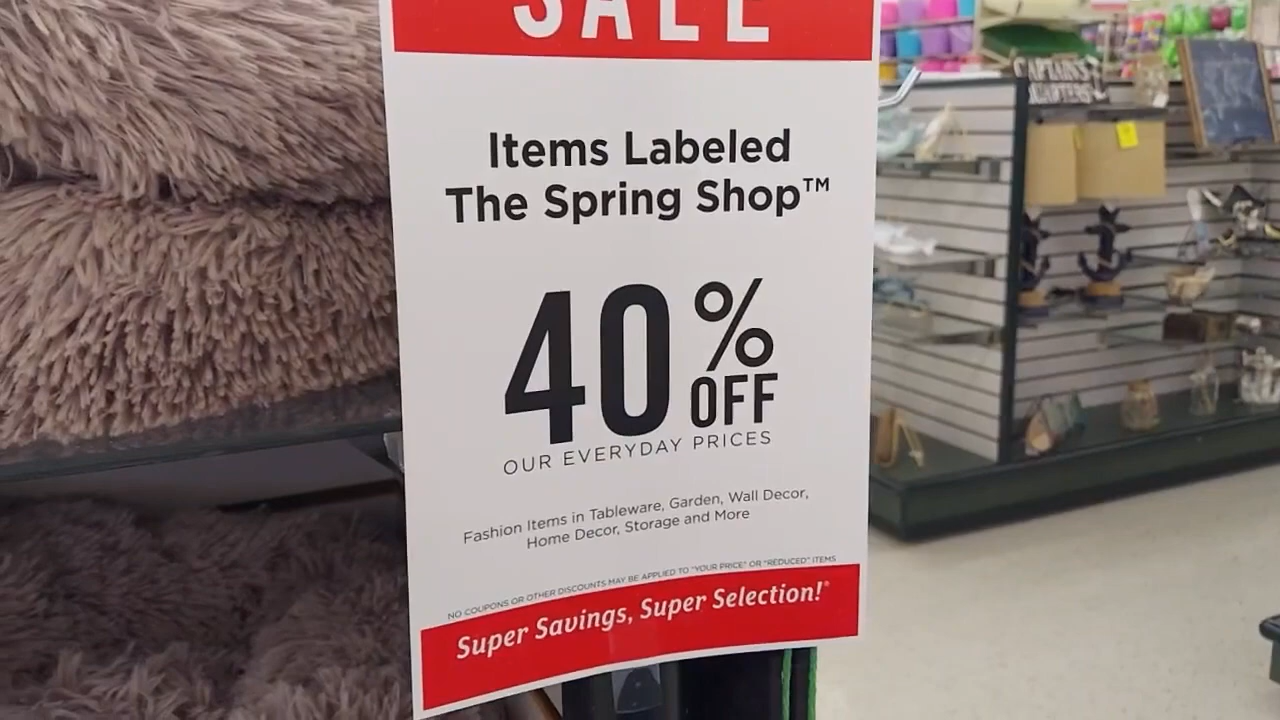 SALE
Items Labeled
The Spring Shop™
40% OFF
OUR EVERYDAY PRICES
Fashion Items in Tableware, Garden, Wall Decor,
Home Decor, Storage and More
NO COUPONS OR OTHER DISCOUNTS MAY BE APPLIED TO "YOUR PRICE" OR "REDUCED" ITEMS
Super Savings, Super Selection!®
CAPTAIN'S
QUARTERS